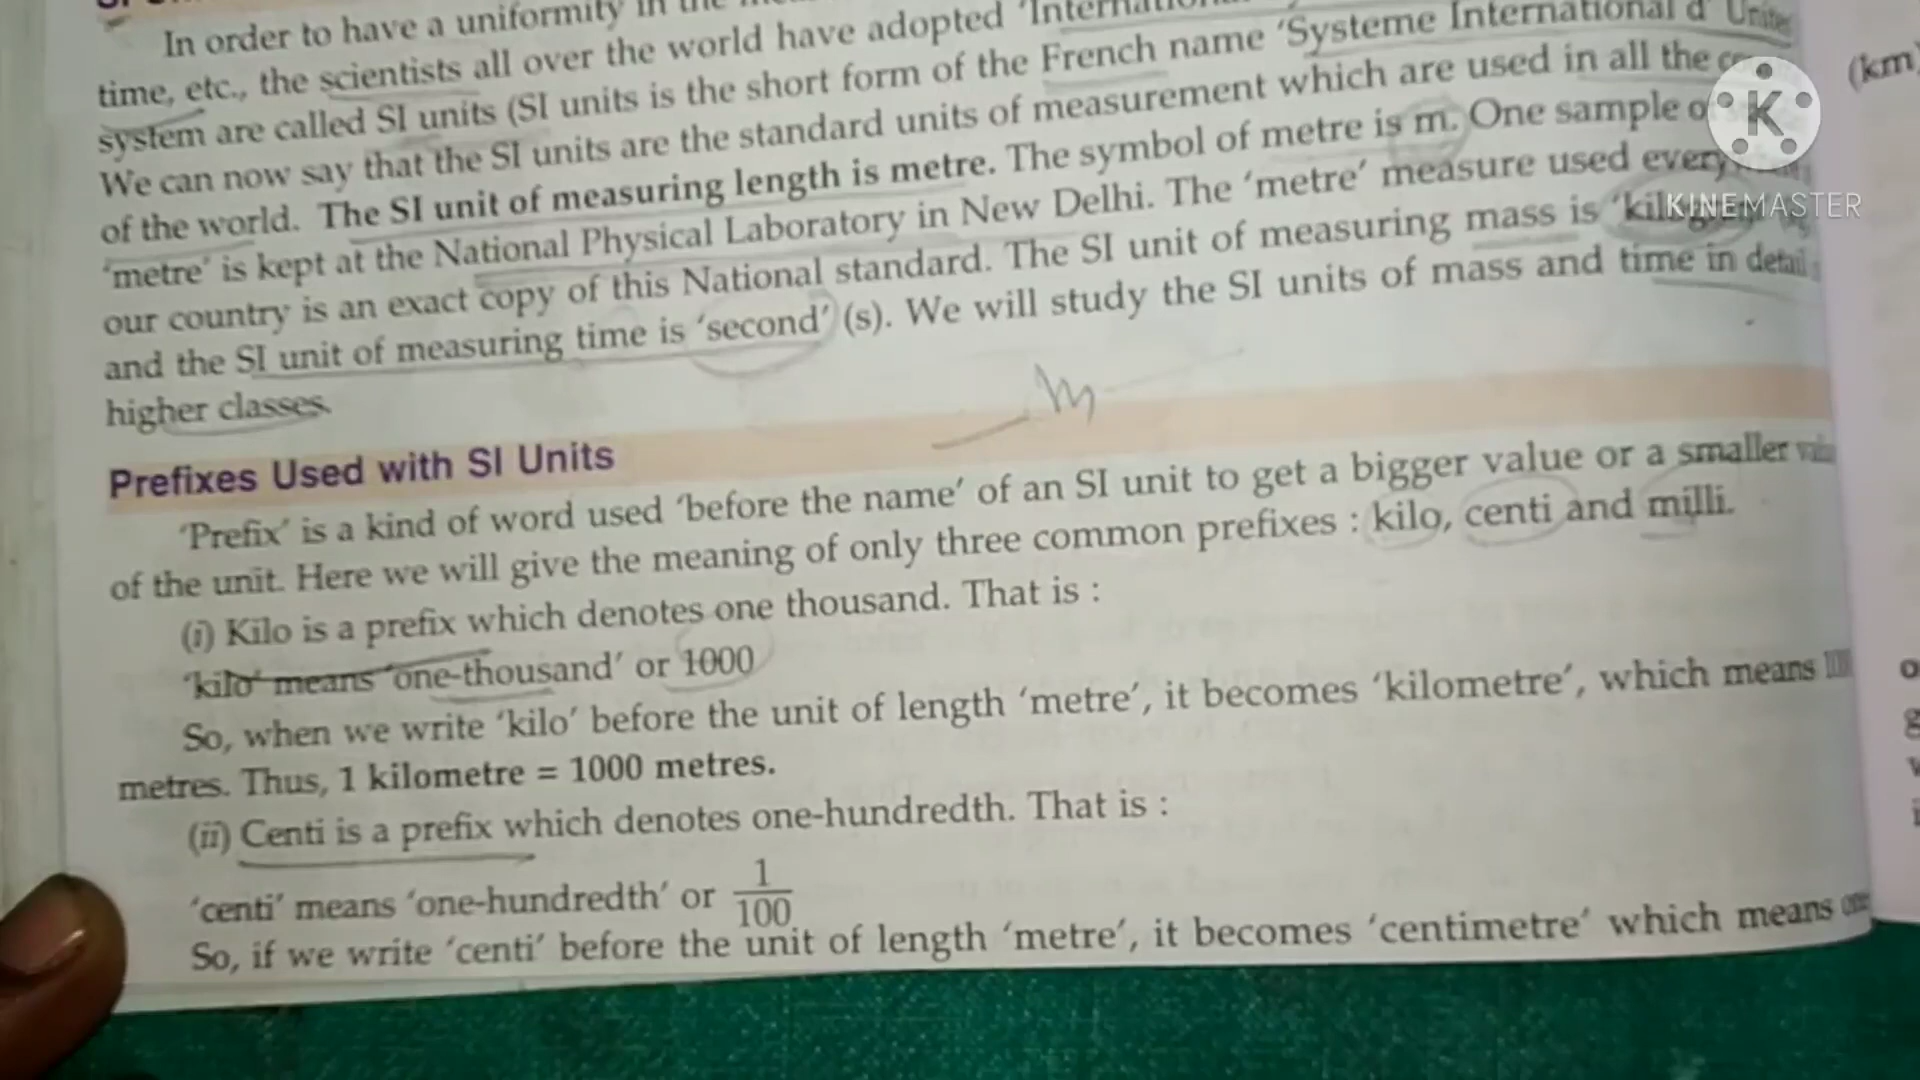 In order to have a uniformity in the
time, etc., the scientists all over the world have adopted 'International
system are called SI units (SI units is the short form of the French name 'Systeme International d' Unites
We can now say that the SI units are the standard units of measurement which are used in all the
of the world. The SI unit of measuring length is metre. The symbol of metre is m. One sample of
'metre' is kept at the National Physical Laboratory in New Delhi. The 'metre' measure used every
our country is an exact copy of this National standard. The SI unit of measuring mass is
and the SI unit of measuring time is 'second' (s). We will study the SI units of mass and time in detail
higher classes.
m
Prefixes Used with SI Units
'Prefix' is a kind of word used 'before the name' of an SI unit to get a bigger value or a smaller
of the unit. Here we will give the meaning of only three common prefixes : kilo, centi and milli.
(i) Kilo is a prefix which denotes one thousand. That is :
'kilo' means 'one-thousand' or 1000
So, when we write 'kilo' before the unit of length 'metre', it becomes 'kilometre', which means
metres. Thus, 1 kilometre = 1000 metres.
(ii) Centi is a prefix which denotes one-hundredth. That is :
'centi' means 'one-hundredth' or 1/100
So, if we write 'centi' before the unit of length 'metre', it becomes 'centimetre' which means
(km)
K
KINEMASTER